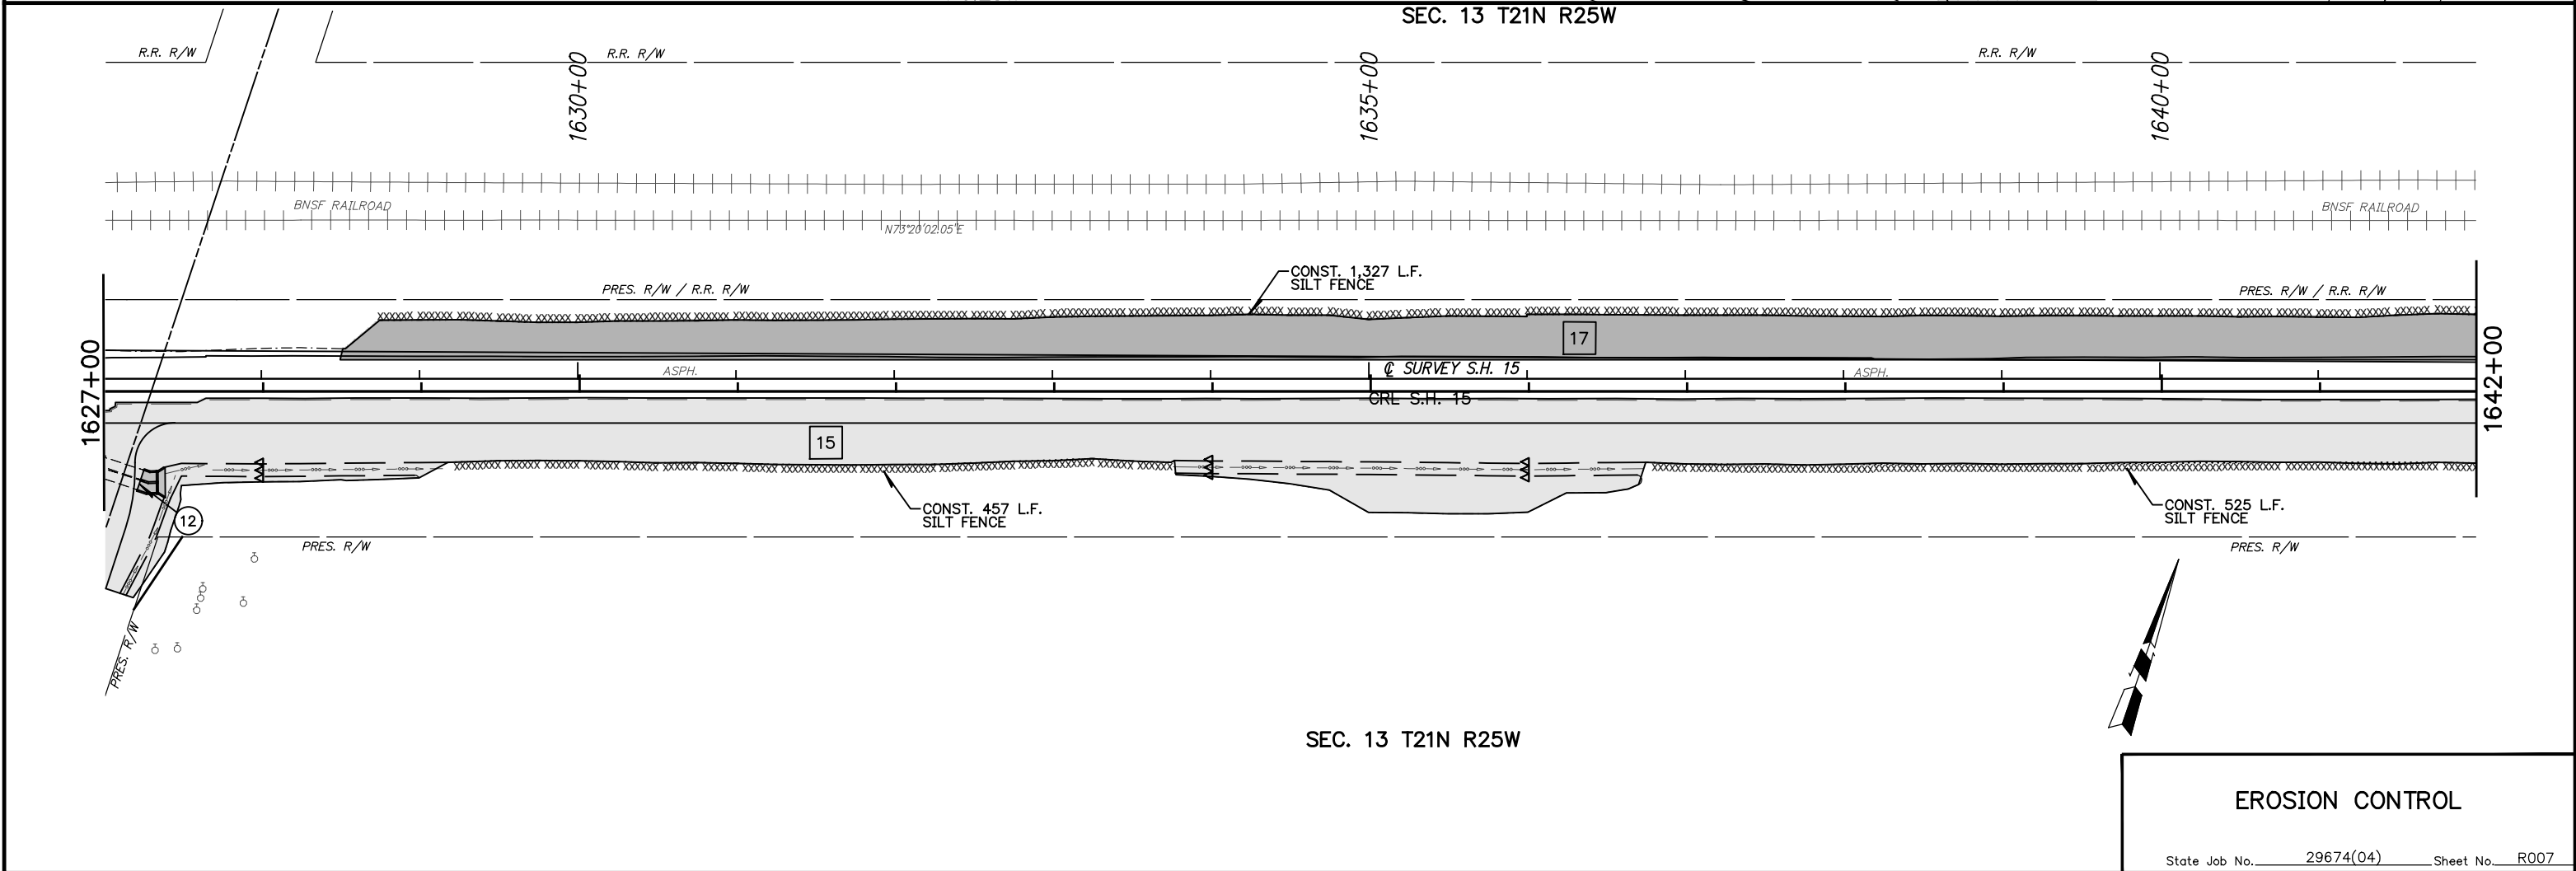 SEC. 13 T21N R25W
R.R. R/W
R.R. R/W
R.R. R/W
1630+00
1635+00
1640+00
BNSF RAILROAD
BNSF RAILROAD
N73°20'02.05"E
CONST. 1,327 L.F.
SILT FENCE
PRES. R/W / R.R. R/W
PRES. R/W / R.R. R/W
17
1627+00
1642+00
ASPH.
℄ SURVEY S.H. 15
ASPH.
CRL S.H. 15
15
12
CONST. 457 L.F.
SILT FENCE
CONST. 525 L.F.
SILT FENCE
PRES. R/W
PRES. R/W
PRES. R/W
SEC. 13 T21N R25W
EROSION CONTROL
State Job No. 29674(04) Sheet No. R007